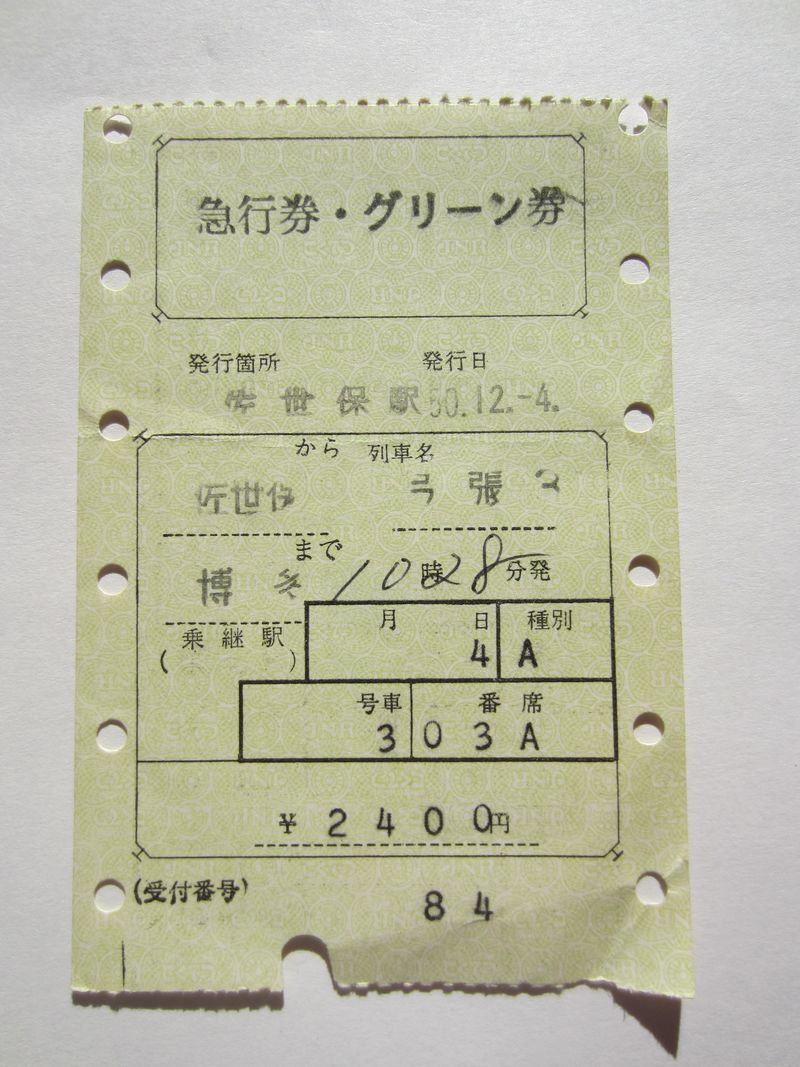 急行券・グリーン券
発行箇所 発行日
佐世保駅 50.12.-4.
から 列車名
佐世保 弓張
まで 10時28分発
博多
月 日 種別
乗継駅
( ) 4 A
号車 番席
3 03A
¥2400円
(受付番号)
84